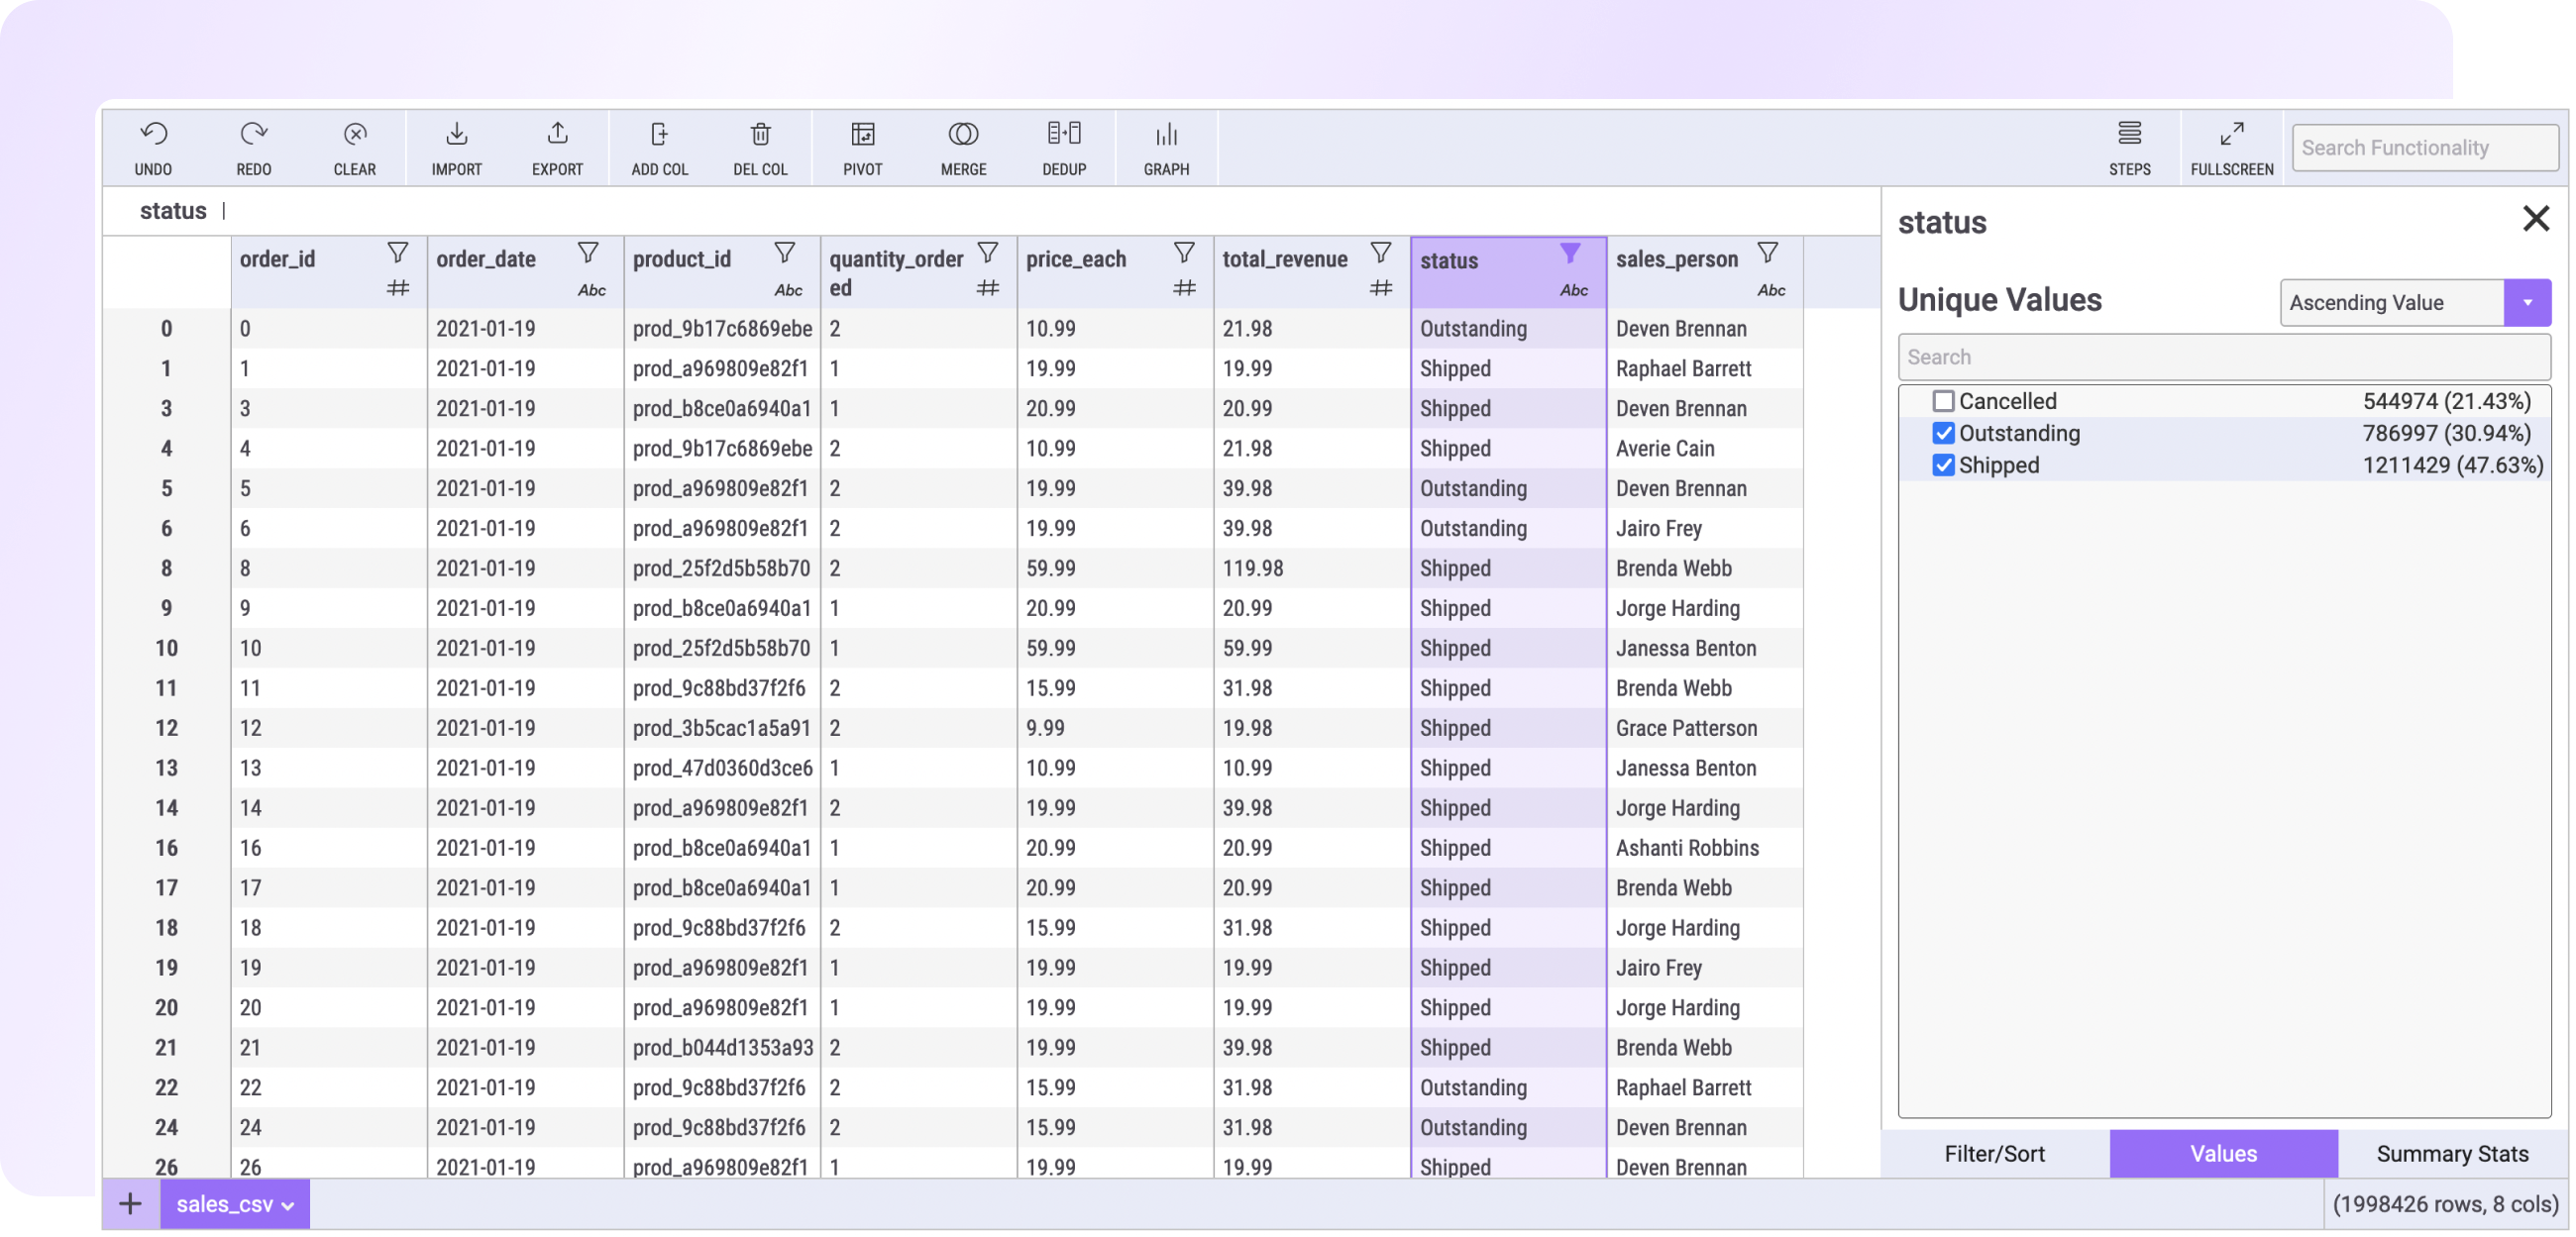 UNDO REDO CLEAR IMPORT EXPORT ADD COL DEL COL PIVOT MERGE DEDUP GRAPH STEPS FULLSCREEN Search Functionality
status
order_id order_date product_id quantity_ordered price_each total_revenue status sales_person
# Abc Abc # # # Abc Abc
0 0 2021-01-19 prod_9b17c6869ebe 2 10.99 21.98 Outstanding Deven Brennan
1 1 2021-01-19 prod_a969809e82f1 1 19.99 19.99 Shipped Raphael Barrett
3 3 2021-01-19 prod_b8ce0a6940a1 1 20.99 20.99 Shipped Deven Brennan
4 4 2021-01-19 prod_9b17c6869ebe 2 10.99 21.98 Shipped Averie Cain
5 5 2021-01-19 prod_a969809e82f1 2 19.99 39.98 Outstanding Deven Brennan
6 6 2021-01-19 prod_a969809e82f1 2 19.99 39.98 Outstanding Jairo Frey
8 8 2021-01-19 prod_25f2d5b58b70 2 59.99 119.98 Shipped Brenda Webb
9 9 2021-01-19 prod_b8ce0a6940a1 1 20.99 20.99 Shipped Jorge Harding
10 10 2021-01-19 prod_25f2d5b58b70 1 59.99 59.99 Shipped Janessa Benton
11 11 2021-01-19 prod_9c88bd37f2f6 2 15.99 31.98 Shipped Brenda Webb
12 12 2021-01-19 prod_3b5cac1a5a91 2 9.99 19.98 Shipped Grace Patterson
13 13 2021-01-19 prod_47d0360d3ce6 1 10.99 10.99 Shipped Janessa Benton
14 14 2021-01-19 prod_a969809e82f1 2 19.99 39.98 Shipped Jorge Harding
16 16 2021-01-19 prod_b8ce0a6940a1 1 20.99 20.99 Shipped Ashanti Robbins
17 17 2021-01-19 prod_b8ce0a6940a1 1 20.99 20.99 Shipped Brenda Webb
18 18 2021-01-19 prod_9c88bd37f2f6 2 15.99 31.98 Shipped Jorge Harding
19 19 2021-01-19 prod_a969809e82f1 1 19.99 19.99 Shipped Jairo Frey
20 20 2021-01-19 prod_a969809e82f1 1 19.99 19.99 Shipped Jorge Harding
21 21 2021-01-19 prod_b044d1353a93 2 19.99 39.98 Shipped Brenda Webb
22 22 2021-01-19 prod_9c88bd37f2f6 2 15.99 31.98 Outstanding Raphael Barrett
24 24 2021-01-19 prod_9c88bd37f2f6 2 15.99 31.98 Outstanding Deven Brennan
26 26 2021-01-19 prod_a969809e82f1 1 19.99 19.99 Shipped Deven Brennan
status
Unique Values Ascending Value
Search
Cancelled 544974 (21.43%)
Outstanding 786997 (30.94%)
Shipped 1211429 (47.63%)
Filter/Sort Values Summary Stats
sales_csv (1998426 rows, 8 cols)